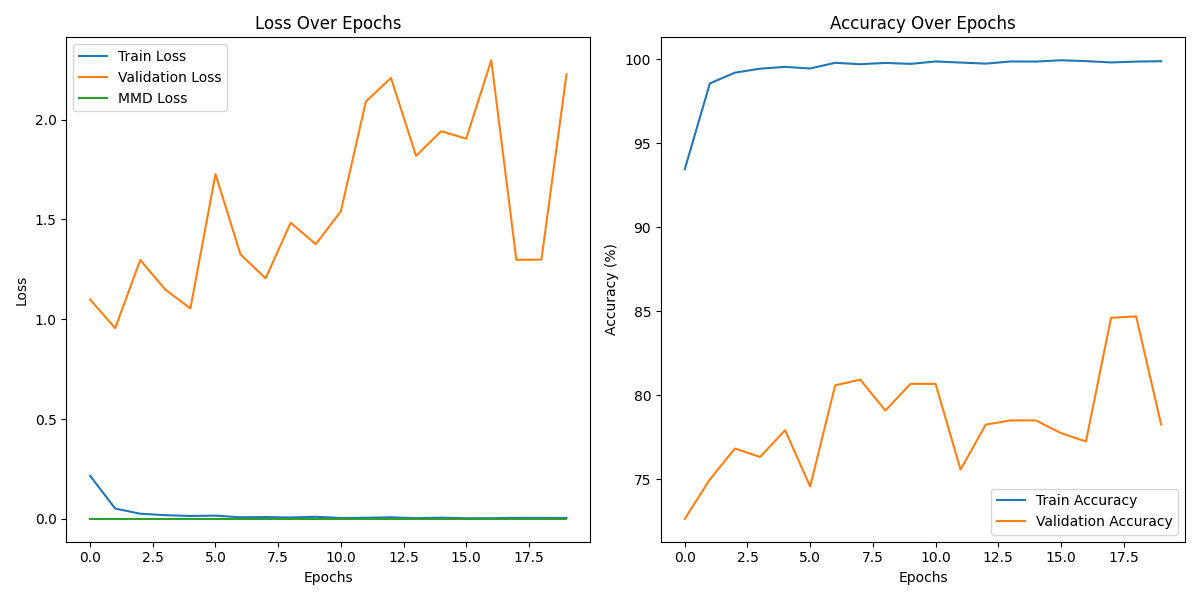 Loss Over Epochs
Train Loss
Validation Loss
MMD Loss
2.0
1.5
1.0
0.5
0.0
Loss
0.0 2.5 5.0 7.5 10.0 12.5 15.0 17.5
Epochs
Accuracy Over Epochs
100
95
90
85
80
75
Accuracy (%)
Train Accuracy
Validation Accuracy
0.0 2.5 5.0 7.5 10.0 12.5 15.0 17.5
Epochs